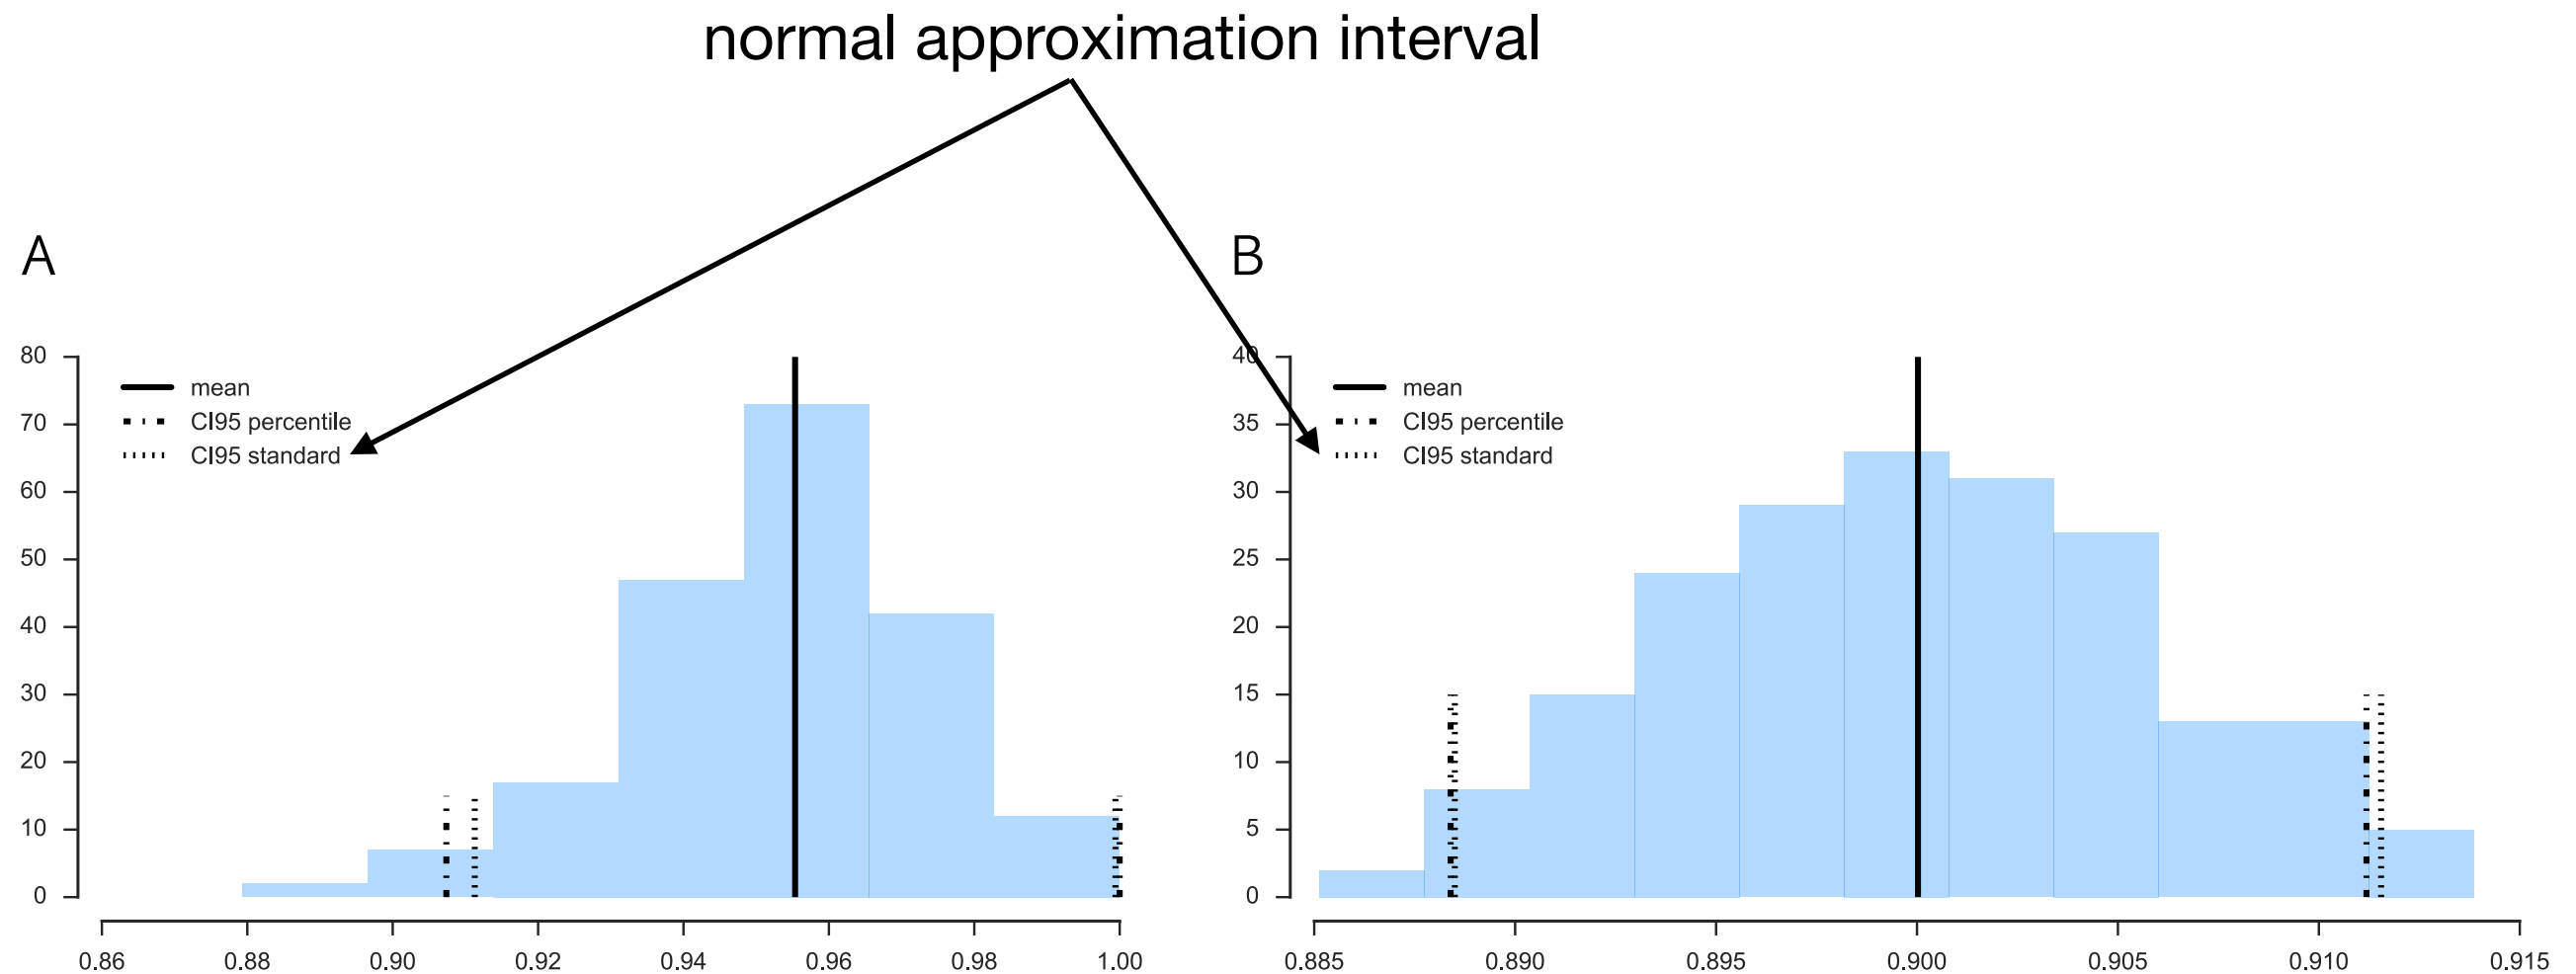 normal approximation interval
A
80
70
60
50
40
30
20
10
0
mean
CI95 percentile
CI95 standard
0.86 0.88 0.90 0.92 0.94 0.96 0.98 1.00
B
40
35
30
25
20
15
10
5
0
mean
CI95 percentile
CI95 standard
0.885 0.890 0.895 0.900 0.905 0.910 0.915